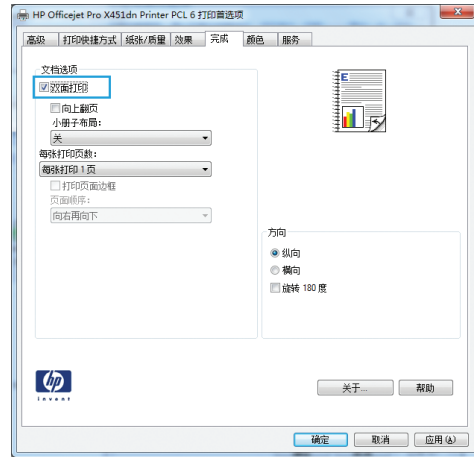 HP Officejet Pro X451dn Printer PCL 6 打印首选项
高级 打印快捷方式 纸张/质量 效果 完成 颜色 服务
文档选项
双面打印
向上翻页
小册子布局:
关
每张打印页数:
每张打印 1 页
打印页面边框
页面顺序:
向右再向下
E
方向
纵向
横向
旋转 180 度
hp
invent
关于... 帮助
确定 取消 应用(A)